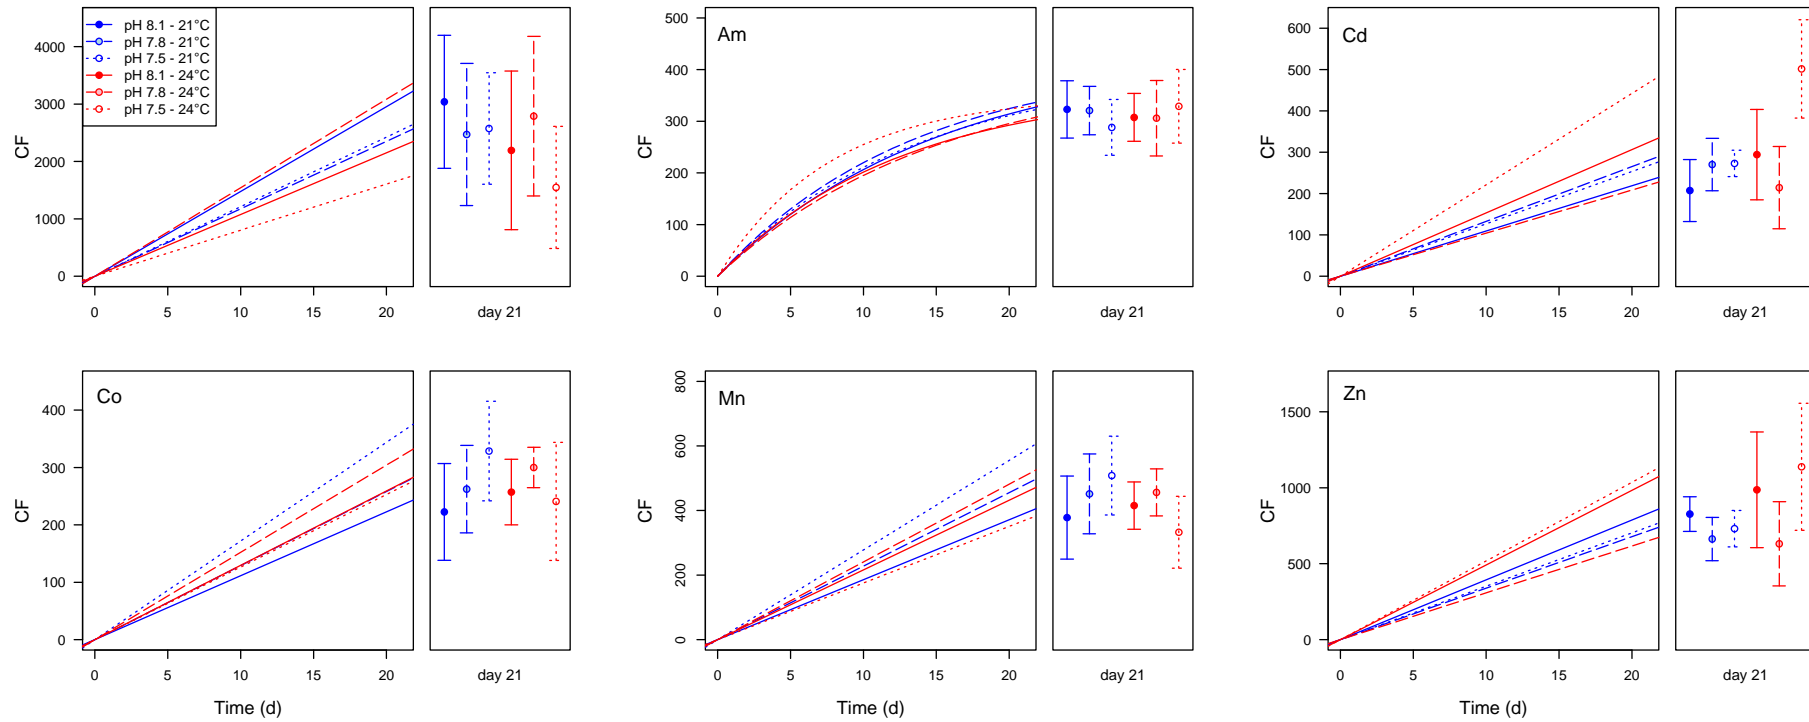 pH 8.1 - 21°C
pH 7.8 - 21°C
pH 7.5 - 21°C
pH 8.1 - 24°C
pH 7.8 - 24°C
pH 7.5 - 24°C
CF
4000
3000
2000
1000
0
0 5 10 15 20
day 21
Am
CF
500
400
300
200
100
0
0 5 10 15 20
day 21
Cd
CF
600
500
400
300
200
100
0
0 5 10 15 20
day 21
Co
CF
400
300
200
100
0
0 5 10 15 20
day 21
Time (d)
Mn
CF
800
600
400
200
0
0 5 10 15 20
day 21
Time (d)
Zn
CF
1500
1000
500
0
0 5 10 15 20
day 21
Time (d)